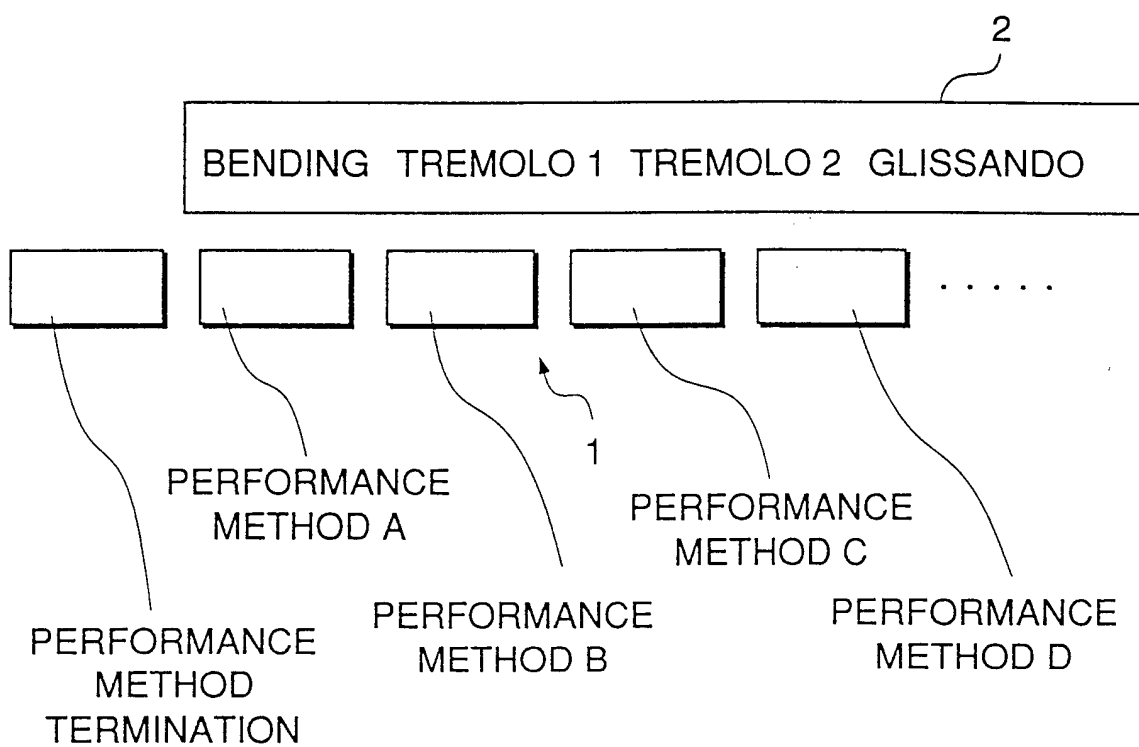 2
BENDING TREMOLO 1 TREMOLO 2 GLISSANDO
. . . . .
1
PERFORMANCE
METHOD A
PERFORMANCE
METHOD C
PERFORMANCE
METHOD B
PERFORMANCE
METHOD D
PERFORMANCE
METHOD
TERMINATION